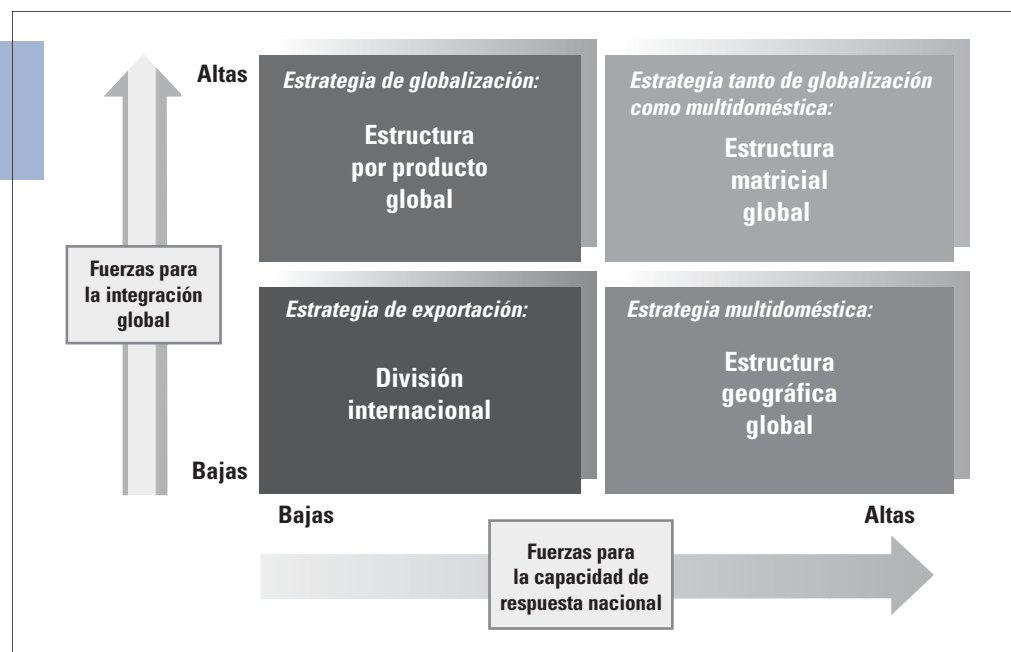 Altas
Estrategia de globalización:
Estructura
por producto
global
Estrategia tanto de globalización
como multidoméstica:
Estructura
matricial
global
Fuerzas para
la integración
global
Estrategia de exportación:
División
internacional
Estrategia multidoméstica:
Estructura
geográfica
global
Bajas
Bajas
Altas
Fuerzas para
la capacidad de
respuesta nacional